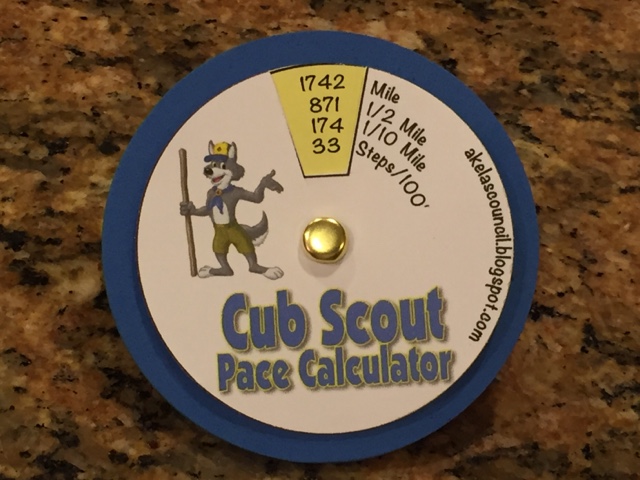 1742
871
174
33
Mile
1/2 Mile
1/10 Mile
Steps/100'
akelascouncil.blogspot.com
Cub Scout
Pace Calculator